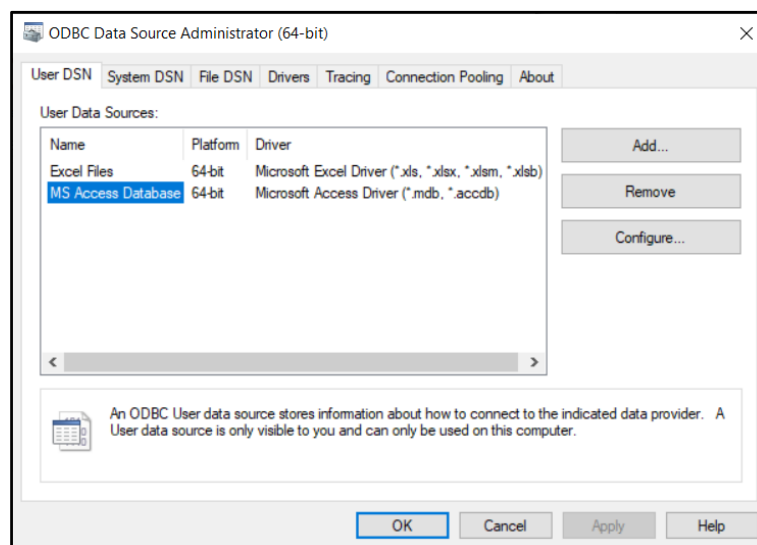 ODBC Data Source Administrator (64-bit)
User DSN System DSN File DSN Drivers Tracing Connection Pooling About
User Data Sources:
Name Platform Driver
Excel Files 64-bit Microsoft Excel Driver (*.xls, *.xlsx, *.xlsm, *.xlsb)
MS Access Database 64-bit Microsoft Access Driver (*.mdb, *.accdb)
Add...
Remove
Configure...
An ODBC User data source stores information about how to connect to the indicated data provider. A
User data source is only visible to you and can only be used on this computer.
OK Cancel Apply Help